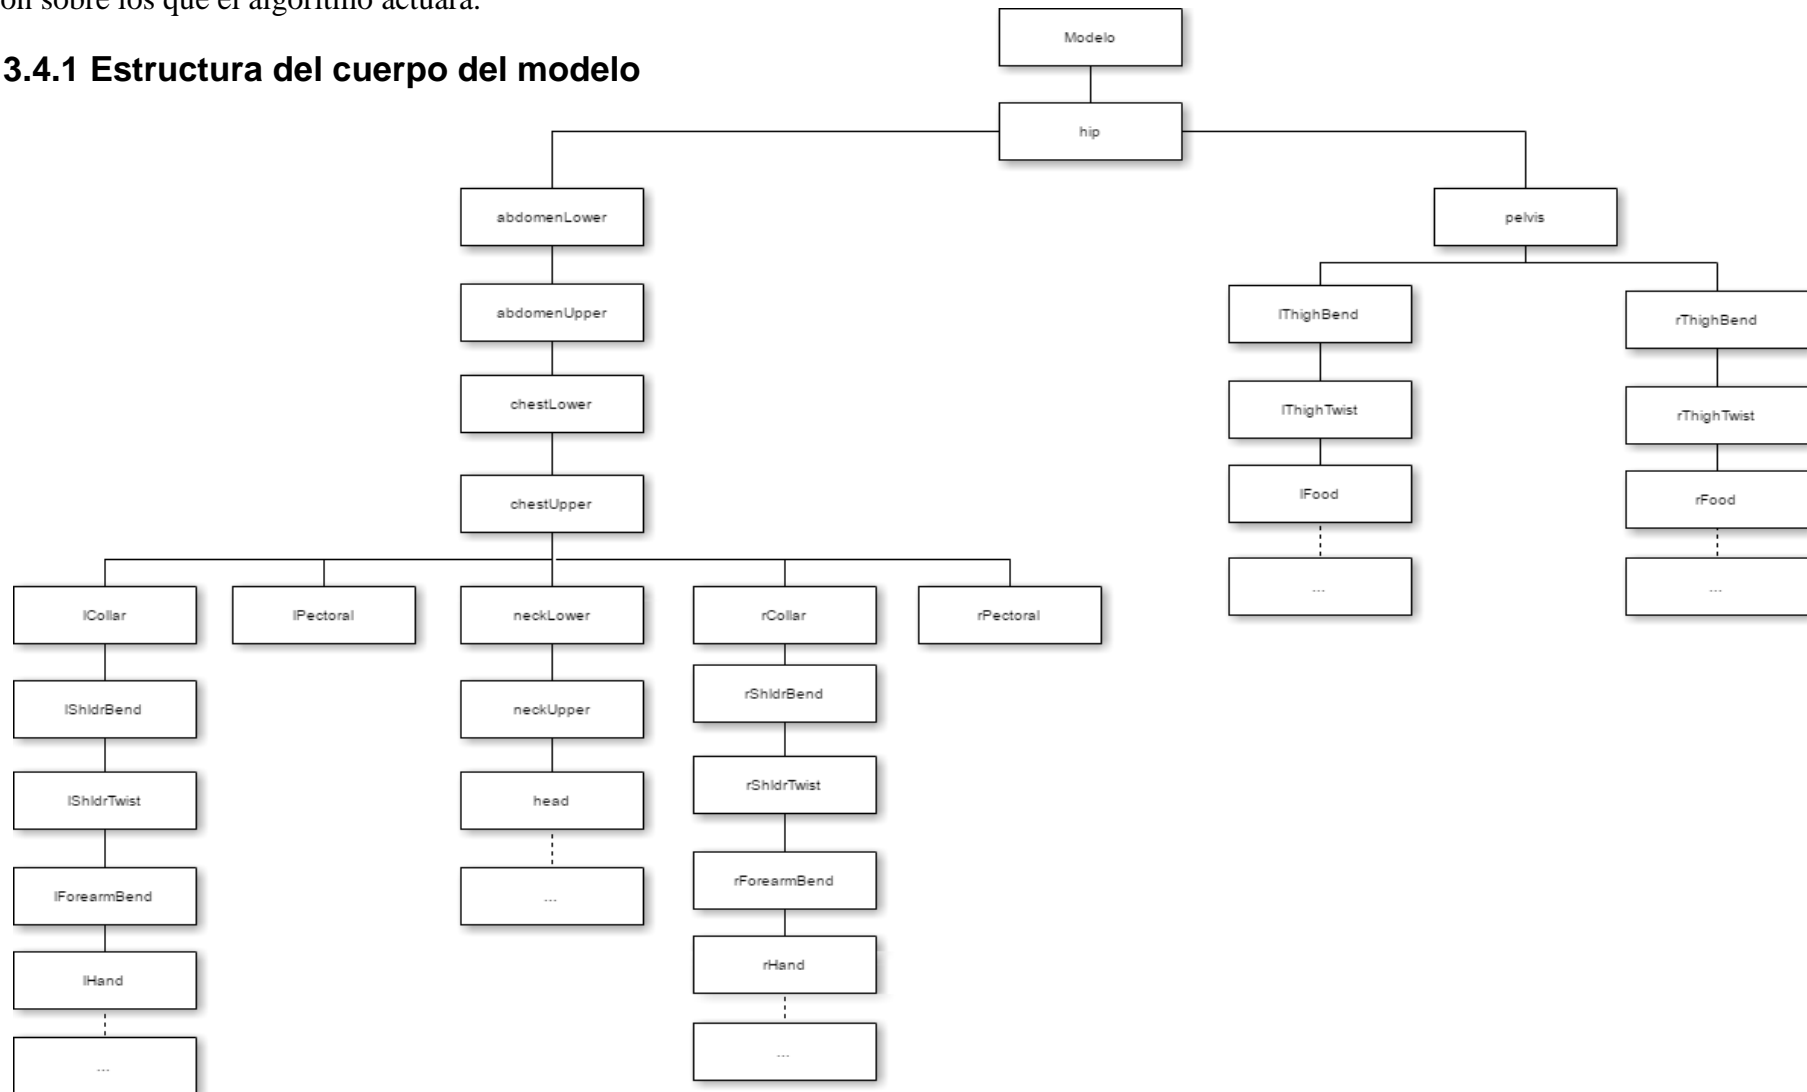 ón sobre los que el algoritmo actuará.
3.4.1 Estructura del cuerpo del modelo
Modelo
hip
abdomenLower
pelvis
abdomenUpper
lThighBend
rThighBend
chestLower
lThighTwist
rThighTwist
chestUpper
lFood
rFood
...
...
lCollar
lPectoral
neckLower
rCollar
rPectoral
lShldrBend
neckUpper
rShldrBend
lShldrTwist
head
rShldrTwist
lForearmBend
...
rForearmBend
lHand
rHand
...
...